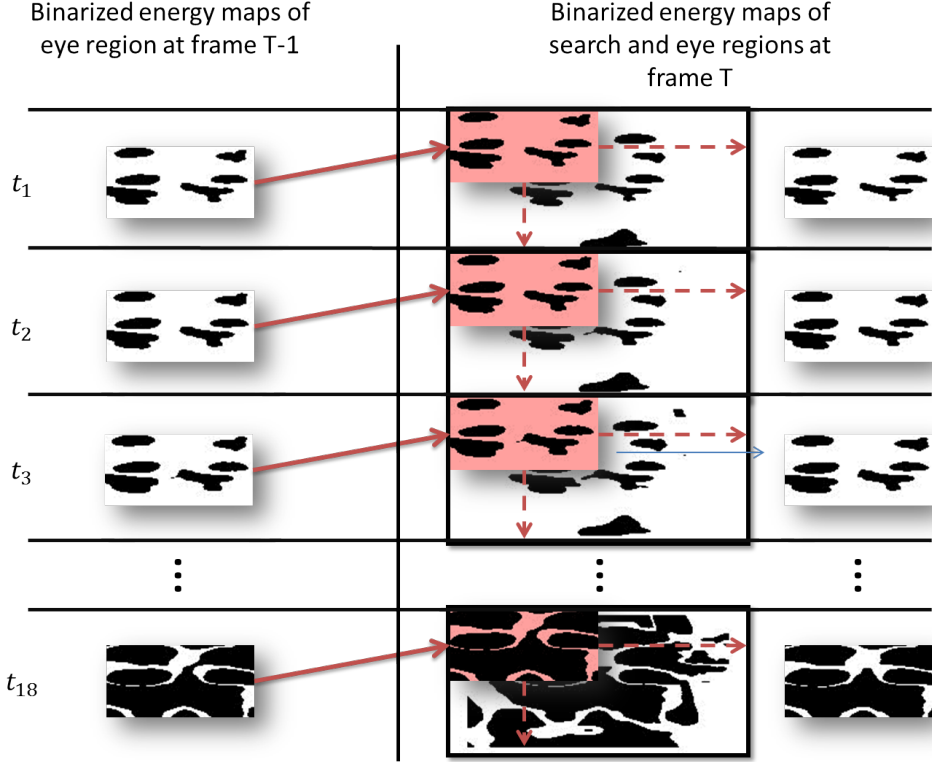 Binarized energy maps of
eye region at frame T-1
Binarized energy maps of
search and eye regions at
frame T
t₁
t₂
t₃
t₁₈